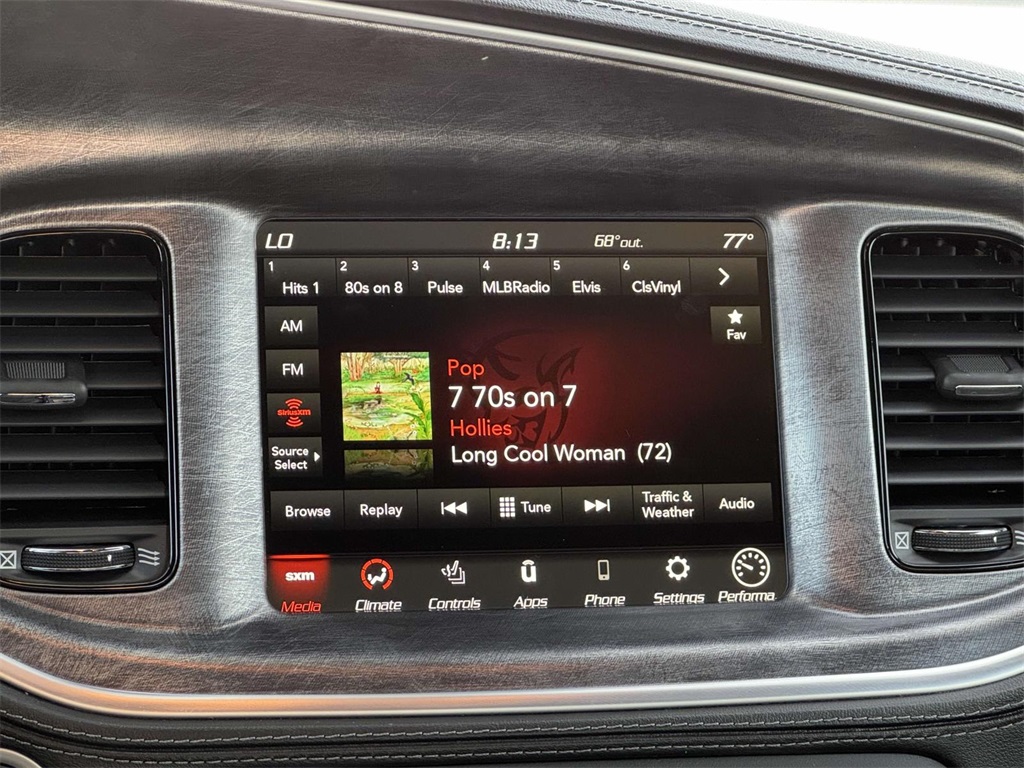 LO 8:13 68°out. 77°
1 2 3 4 5 6
Hits 1 80s on 8 Pulse MLBRadio Elvis ClsVinyl
AM
Fav
FM
Pop
7 70s on 7
SiriusXM
Hollies
Source
Select
Long Cool Woman (72)
Browse Replay Tune Traffic &
Weather Audio
sxm
Media Climate Controls Apps Phone Settings Performa